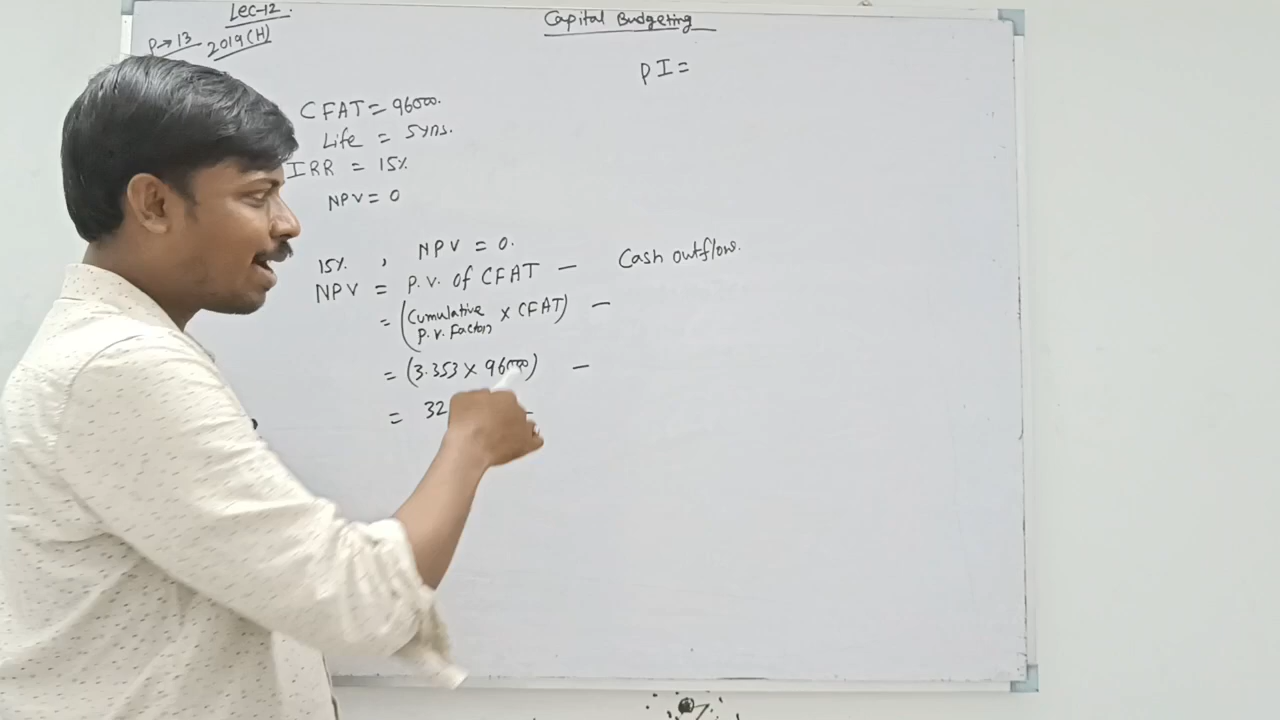 Lec-12.
Capital Budgeting
P→13
2019(H)
PI=
CFAT = 96000.
Life = 5yrs.
IRR = 15%
NPV = 0
15%, NPV = 0.
NPV = P.V. of CFAT – Cash outflow.
= (Cumulative P.V. Factors × CFAT) –
= (3.353 × 96000) –
= 32 –